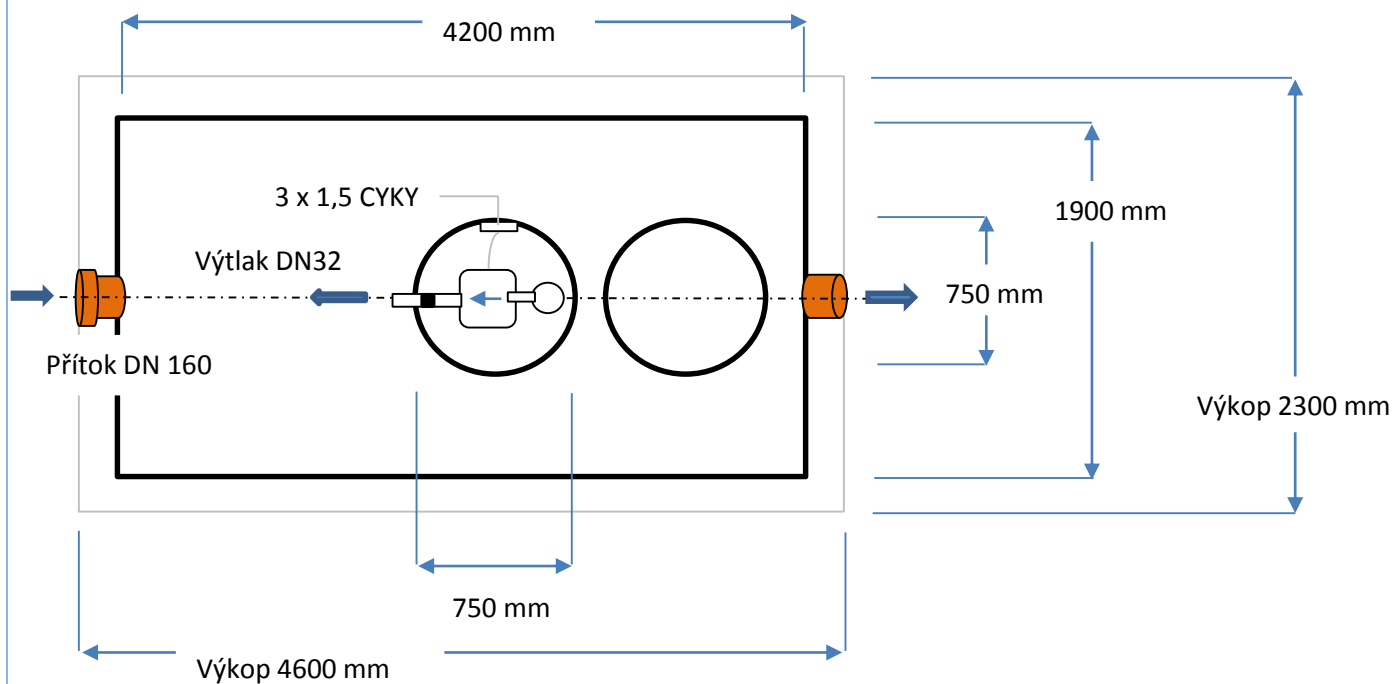 4200 mm
3 x 1,5 CYKY
1900 mm
Výtlak DN32
750 mm
Přítok DN 160
Výkop 2300 mm
750 mm
Výkop 4600 mm